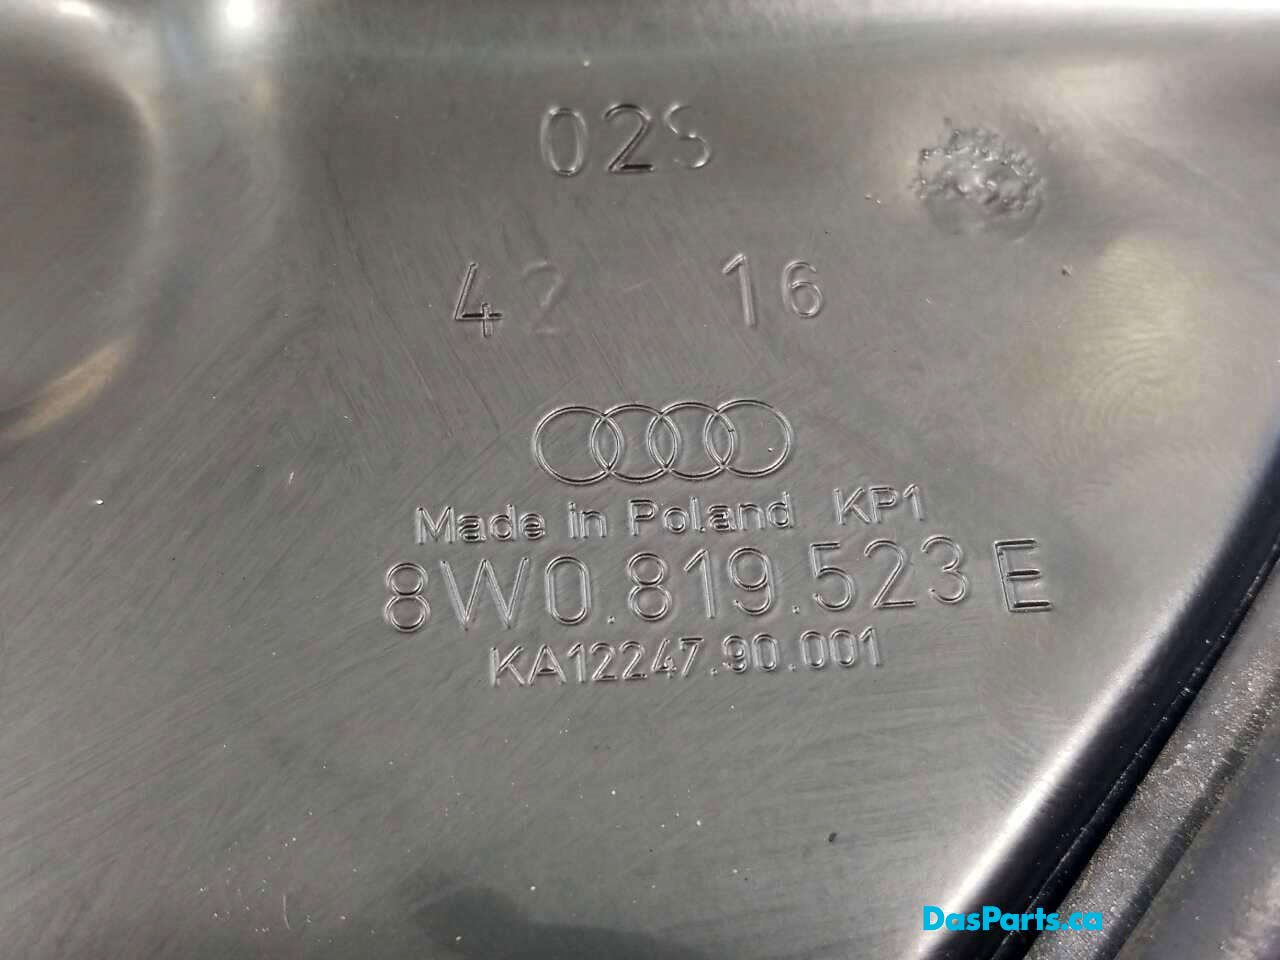 02S
42 16
Made in Poland KP1
8W0.819.523 E
KA12247.90.001
DasParts.ca